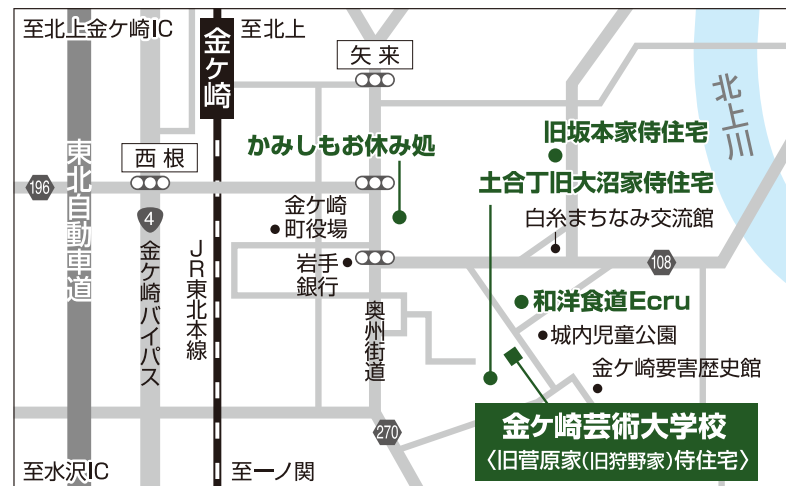 至北上金ケ崎IC
至北上
金ケ崎
矢来
北上川
西根
かみしもお休み処
旧坂本家侍住宅
土合丁旧大沼家侍住宅
196
東北自動車道
4
金ケ崎バイパス
JR東北本線
金ケ崎
町役場
白糸まちなみ交流館
岩手
銀行
108
奥州街道
和洋食道Ecru
城内児童公園
金ケ崎要害歴史館
270
金ケ崎芸術大学校
〈旧菅原家(旧狩野家)侍住宅〉
至水沢IC
至一ノ関